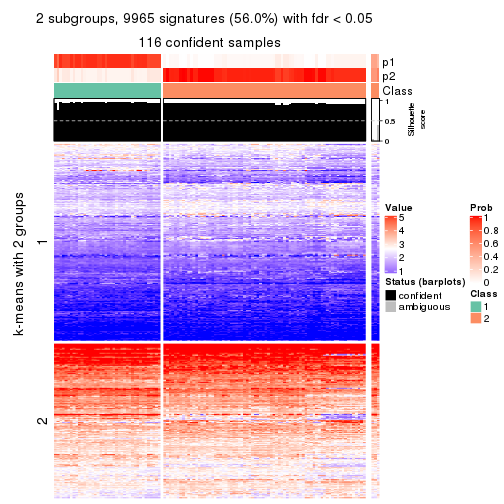 2 subgroups, 9965 signatures (56.0%) with fdr < 0.05
116 confident samples
p1
p2
Class
1
0.5
0
Silhouette
score
k-means with 2 groups
1
2
Value
5
4
3
2
1
Status (barplots)
confident
ambiguous
Prob
1
0.8
0.6
0.4
0.2
0
Class
1
2